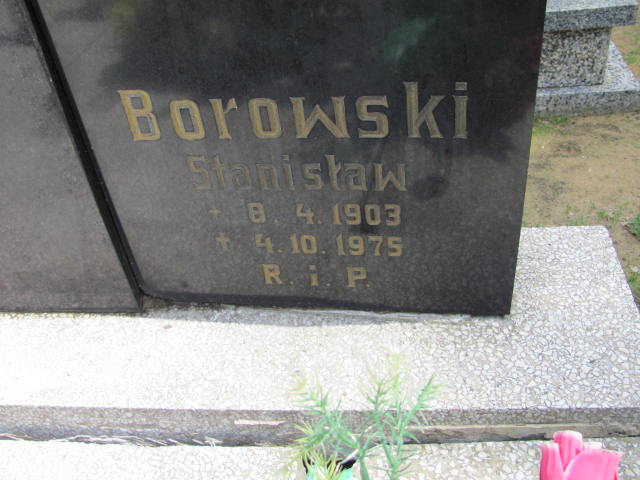 Borowski
Stanisław
* 8. 4. 1903
✝ 4. 10. 1975
R. i. P.